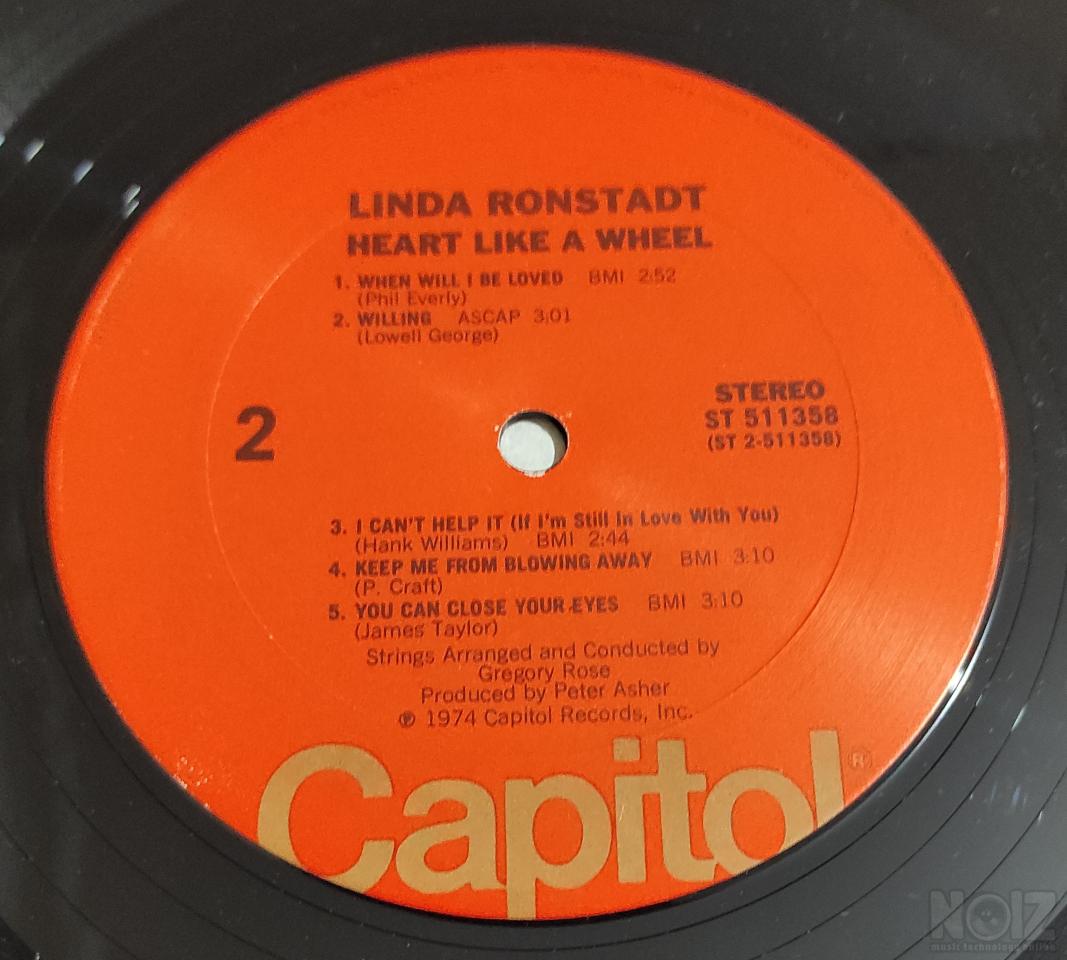 LINDA RONSTADT
HEART LIKE A WHEEL
1. WHEN WILL I BE LOVED BMI 2:52
(Phil Everly)
2. WILLING ASCAP 3:01
(Lowell George)
2
STEREO
ST 511358
(ST 2-511358)
3. I CAN'T HELP IT (If I'm Still In Love With You)
(Hank Williams) BMI 2:44
4. KEEP ME FROM BLOWING AWAY BMI 3:10
(P. Craft)
5. YOU CAN CLOSE YOUR EYES BMI 3:10
(James Taylor)
Strings Arranged and Conducted by
Gregory Rose
Produced by Peter Asher
℗ 1974 Capitol Records, Inc.
Capitol®
NOIZ
music technology